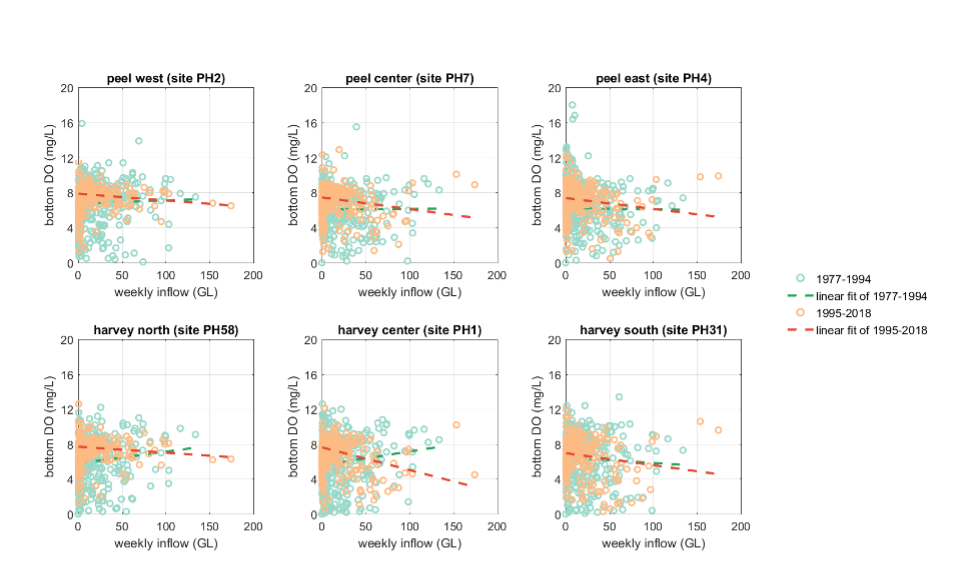 peel west (site PH2)
20
16
12
8
4
0
bottom DO (mg/L)
0 50 100 150 200
weekly inflow (GL)
peel center (site PH7)
20
16
12
8
4
0
bottom DO (mg/L)
0 50 100 150 200
weekly inflow (GL)
peel east (site PH4)
20
16
12
8
4
0
bottom DO (mg/L)
0 50 100 150 200
weekly inflow (GL)
1977-1994
linear fit of 1977-1994
1995-2018
linear fit of 1995-2018
harvey north (site PH58)
20
16
12
8
4
0
bottom DO (mg/L)
0 50 100 150 200
weekly inflow (GL)
harvey center (site PH1)
20
16
12
8
4
0
bottom DO (mg/L)
0 50 100 150 200
weekly inflow (GL)
harvey south (site PH31)
20
16
12
8
4
0
bottom DO (mg/L)
0 50 100 150 200
weekly inflow (GL)